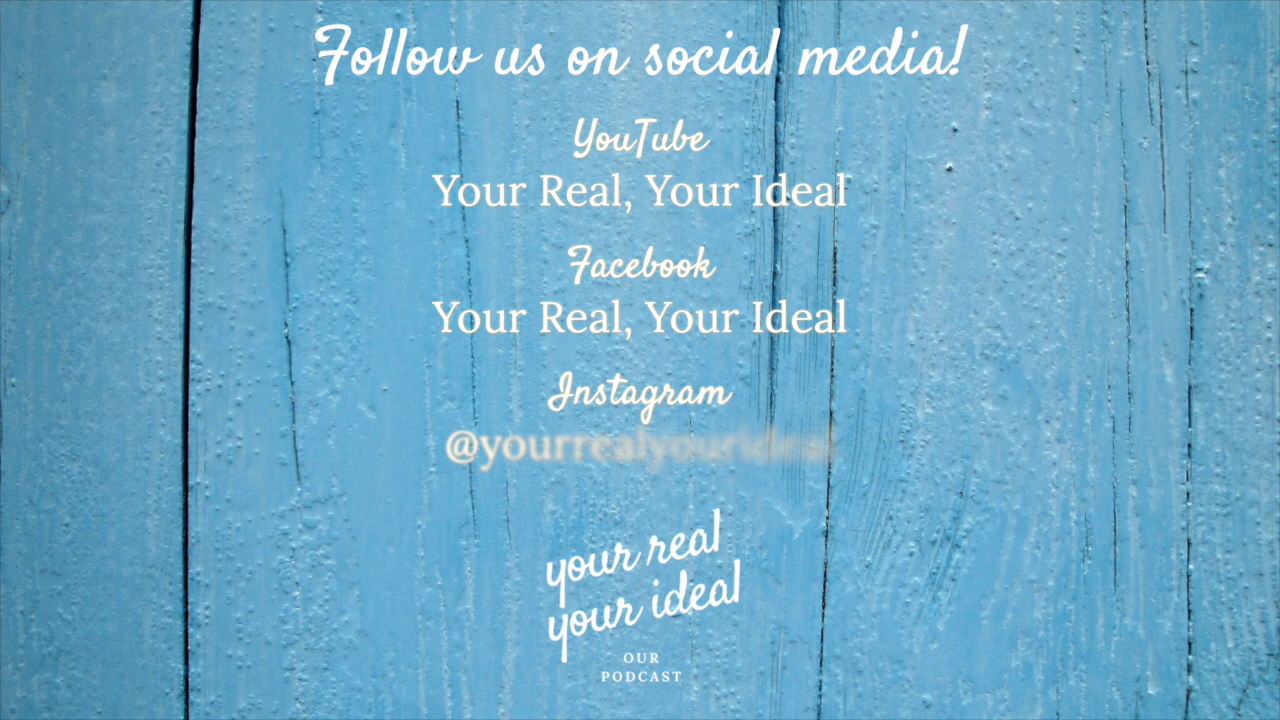 Follow us on social media!
YouTube
Your Real, Your Ideal
Facebook
Your Real, Your Ideal
Instagram
@yourrealyourideal
your real
your ideal
OUR
PODCAST